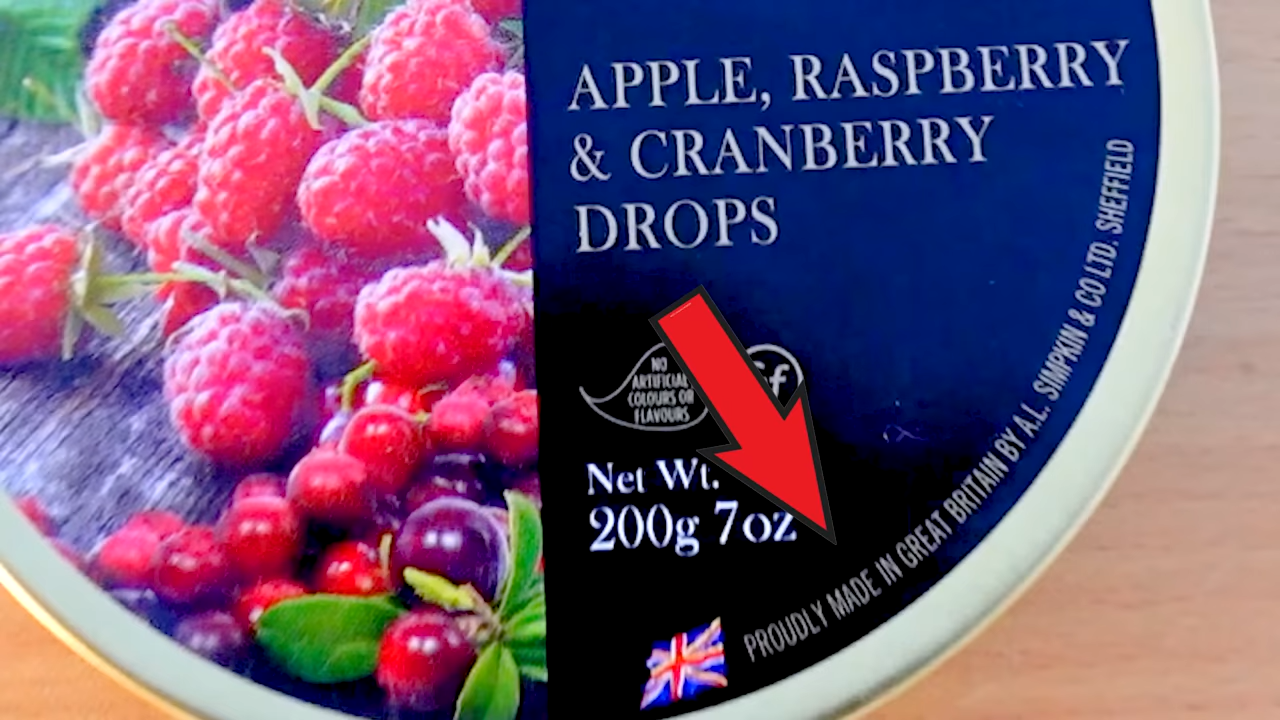 APPLE, RASPBERRY
& CRANBERRY
DROPS
NO
ARTIFICIAL
COLOURS OR
FLAVOURS
Net Wt.
200g 7oz
PROUDLY MADE IN GREAT BRITAIN BY A.L. SIMPKIN & CO LTD. SHEFFIELD